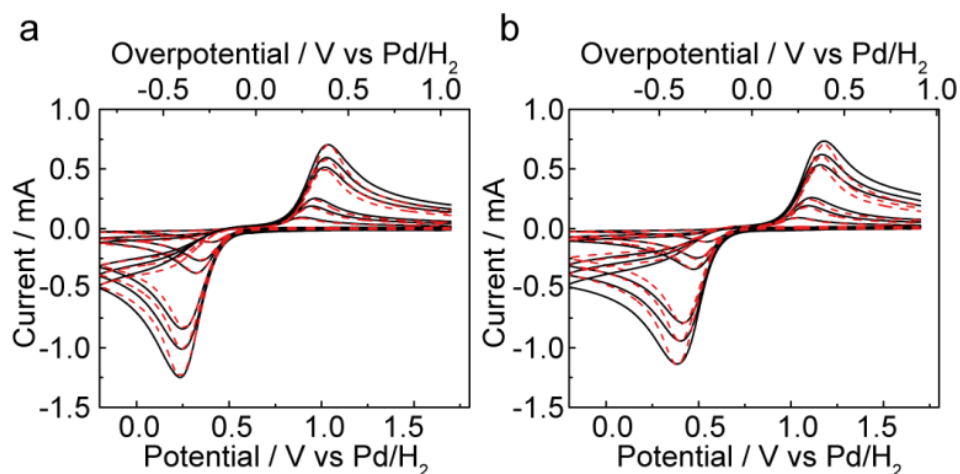 a
Overpotential / V vs Pd/H₂
-0.5 0.0 0.5 1.0
1.0
0.5
0.0
-0.5
-1.0
-1.5
Current / mA
0.0 0.5 1.0 1.5
Potential / V vs Pd/H₂
b
Overpotential / V vs Pd/H₂
-0.5 0.0 0.5 1.0
1.0
0.5
0.0
-0.5
-1.0
-1.5
Current / mA
0.0 0.5 1.0 1.5
Potential / V vs Pd/H₂